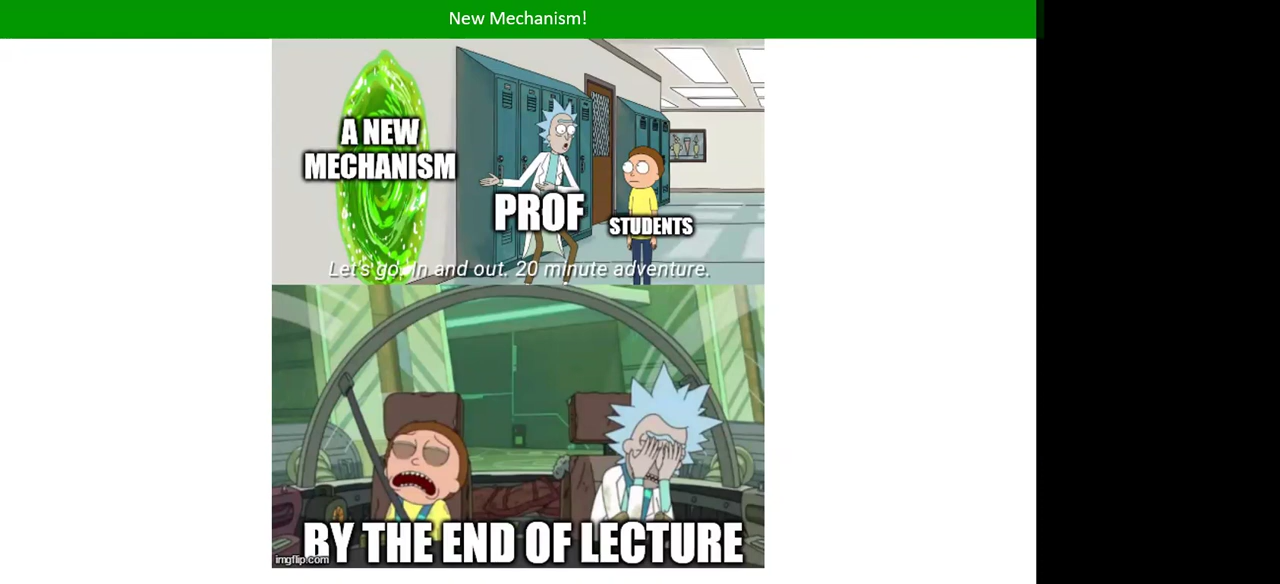 New Mechanism!
A NEW
MECHANISM
PROF
STUDENTS
Let's go. In and out. 20 minute adventure.
BY THE END OF LECTURE
imgflip.com